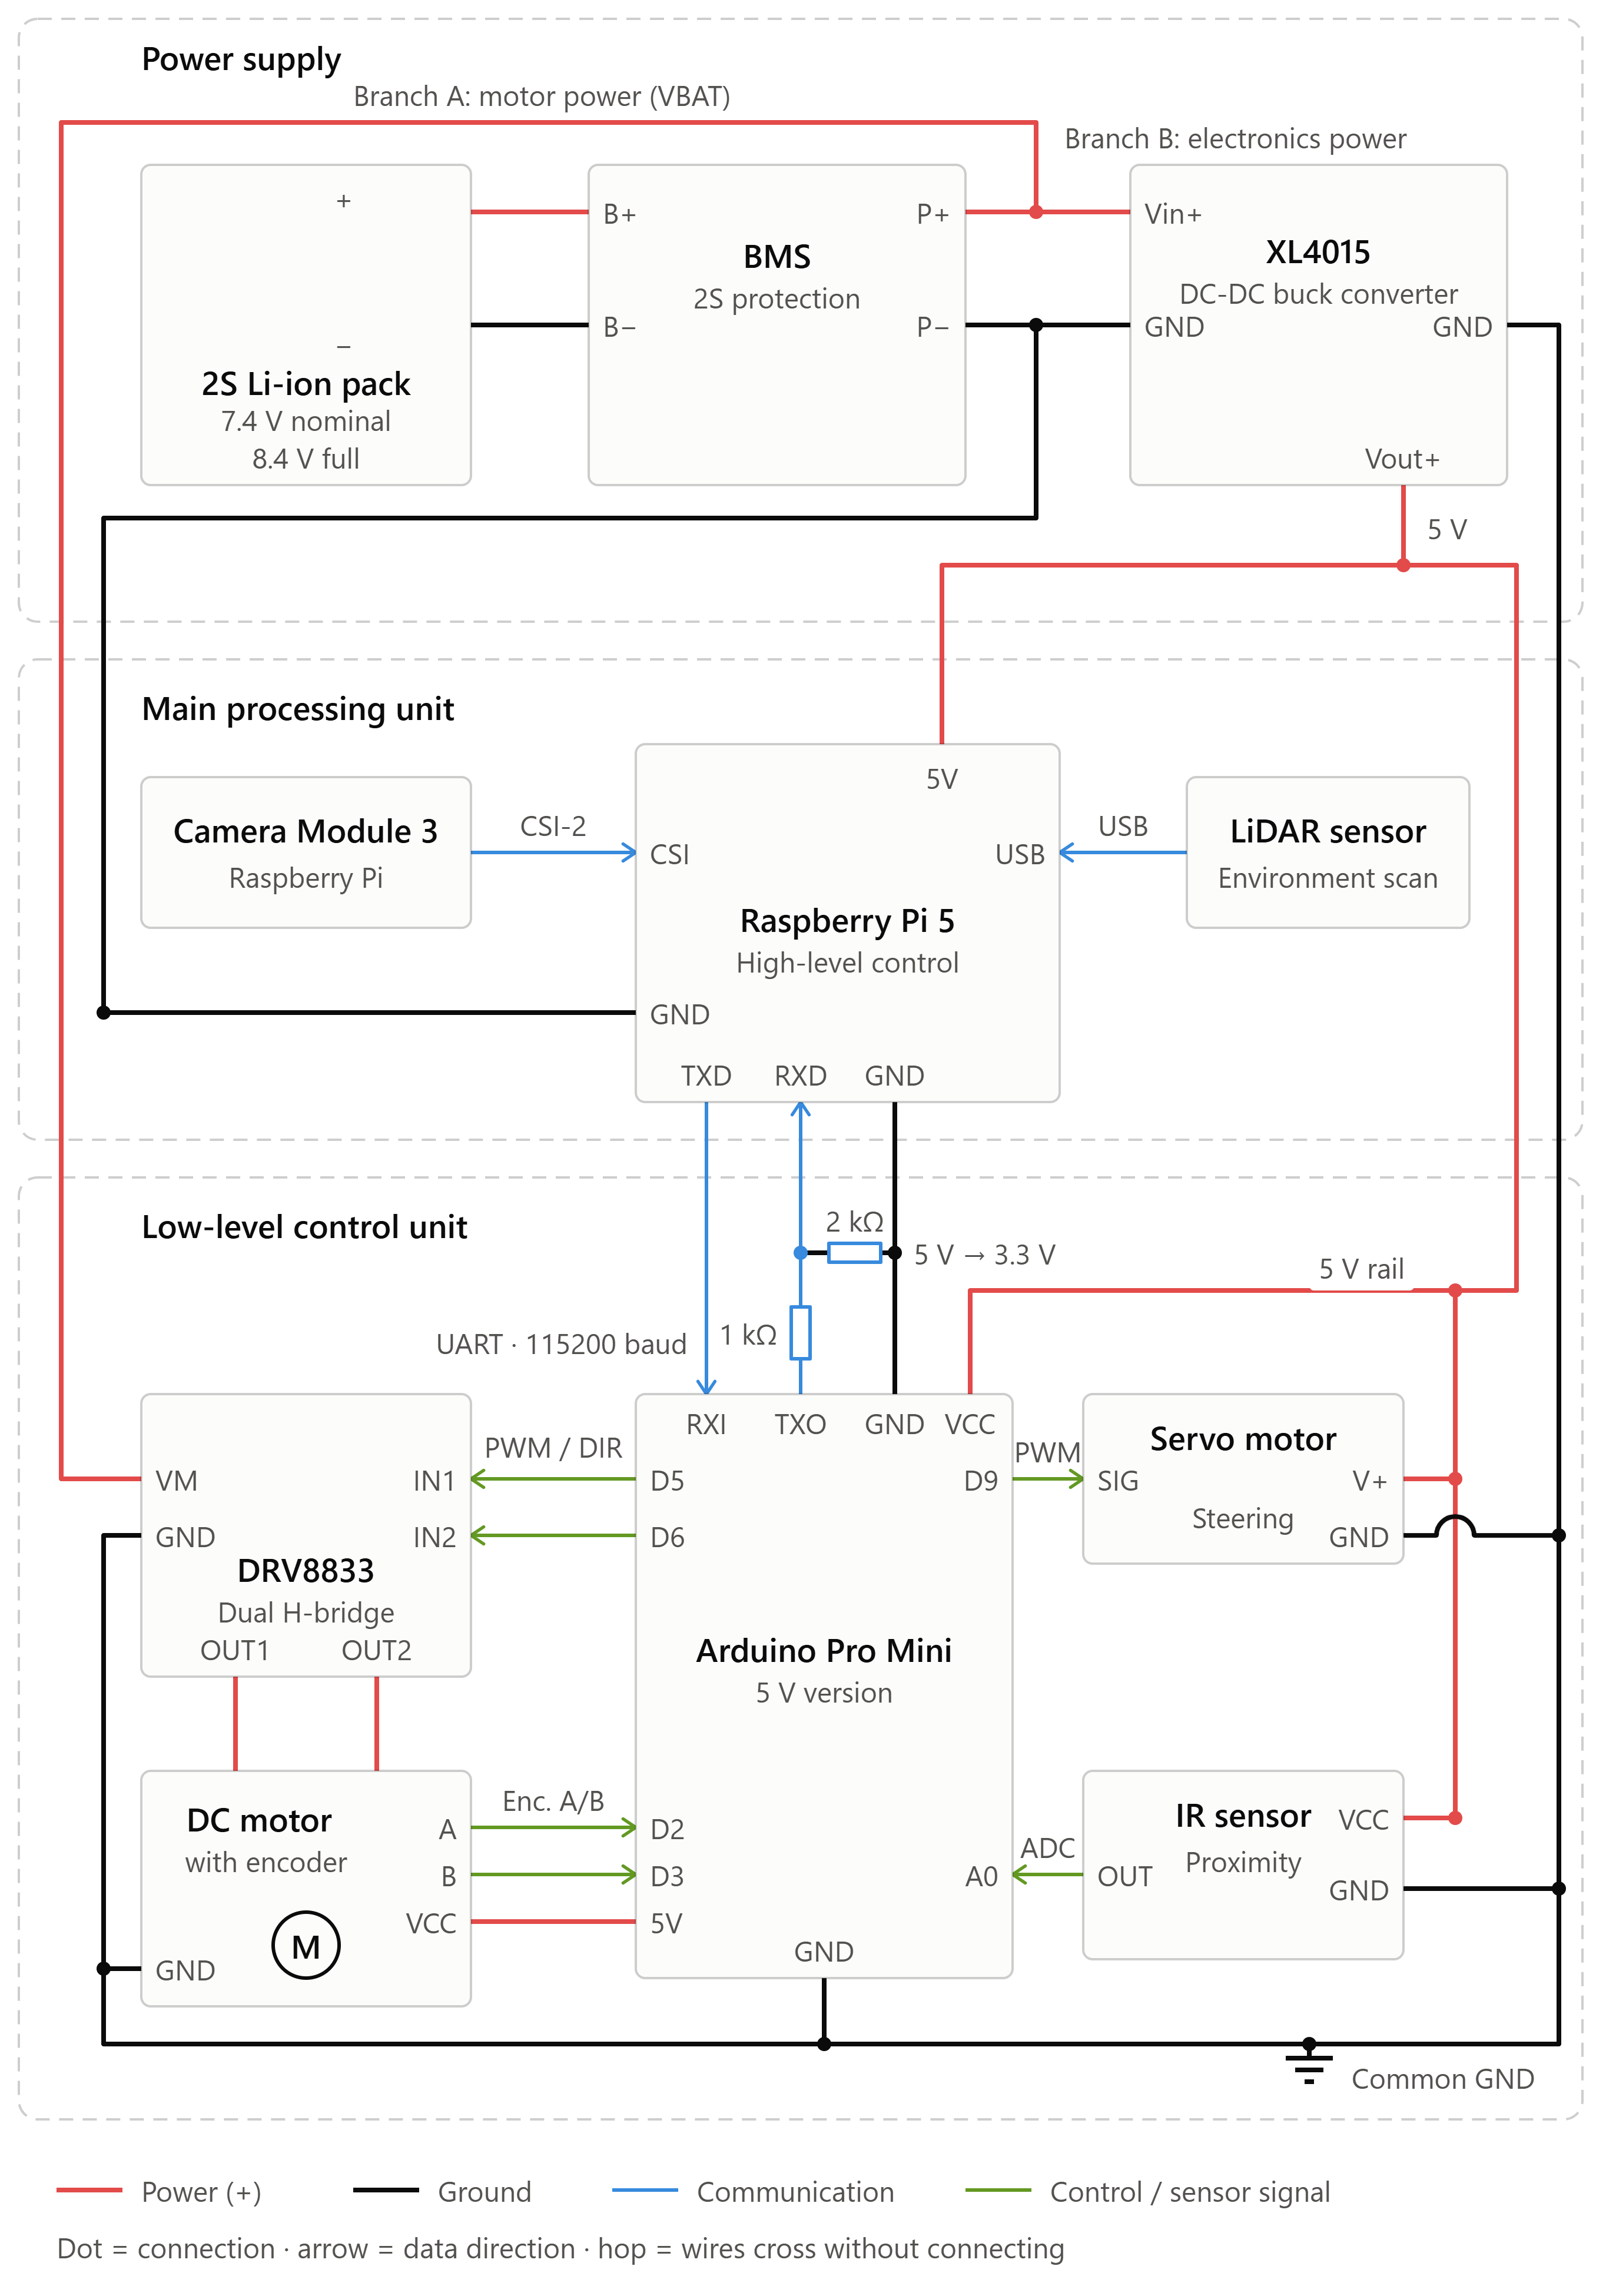 Power supply
Branch A: motor power (VBAT)
Branch B: electronics power
+
−
2S Li-ion pack
7.4 V nominal
8.4 V full
B+
P+
BMS
2S protection
B−
P−
Vin+
XL4015
DC-DC buck converter
GND
GND
Vout+
5 V
Main processing unit
Camera Module 3
Raspberry Pi
CSI-2
5V
CSI
USB
Raspberry Pi 5
High-level control
GND
TXD
RXD
GND
USB
LiDAR sensor
Environment scan
Low-level control unit
2 kΩ
5 V → 3.3 V
5 V rail
UART · 115200 baud
1 kΩ
VM
IN1
GND
IN2
DRV8833
Dual H-bridge
OUT1
OUT2
PWM / DIR
RXI
TXO
GND
VCC
D5
D9
D6
Arduino Pro Mini
5 V version
D2
D3
A0
5V
GND
PWM
Servo motor
SIG
V+
Steering
GND
DC motor
with encoder
A
B
VCC
M
GND
Enc. A/B
ADC
IR sensor
VCC
Proximity
OUT
GND
Common GND
Power (+)
Ground
Communication
Control / sensor signal
Dot = connection · arrow = data direction · hop = wires cross without connecting